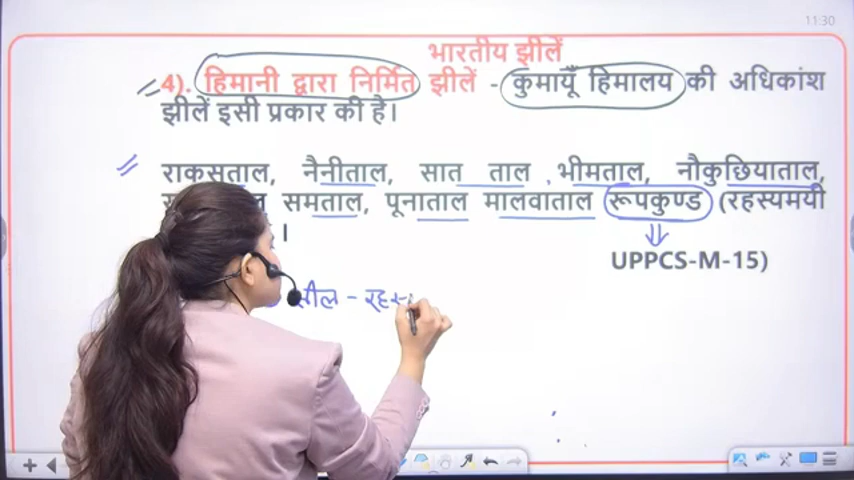 11:30
भारतीय झीलें
4). हिमानी द्वारा निर्मित झीलें - कुमायूँ हिमालय की अधिकांश
झीलें इसी प्रकार की है।
राकसताल, नैनीताल, सात ताल , भीमताल, नौकुछियाताल,
समताल, पूनाताल मालवाताल रूपकुण्ड (रहस्यमयी
।
UPPCS-M-15)
झील - रहस्